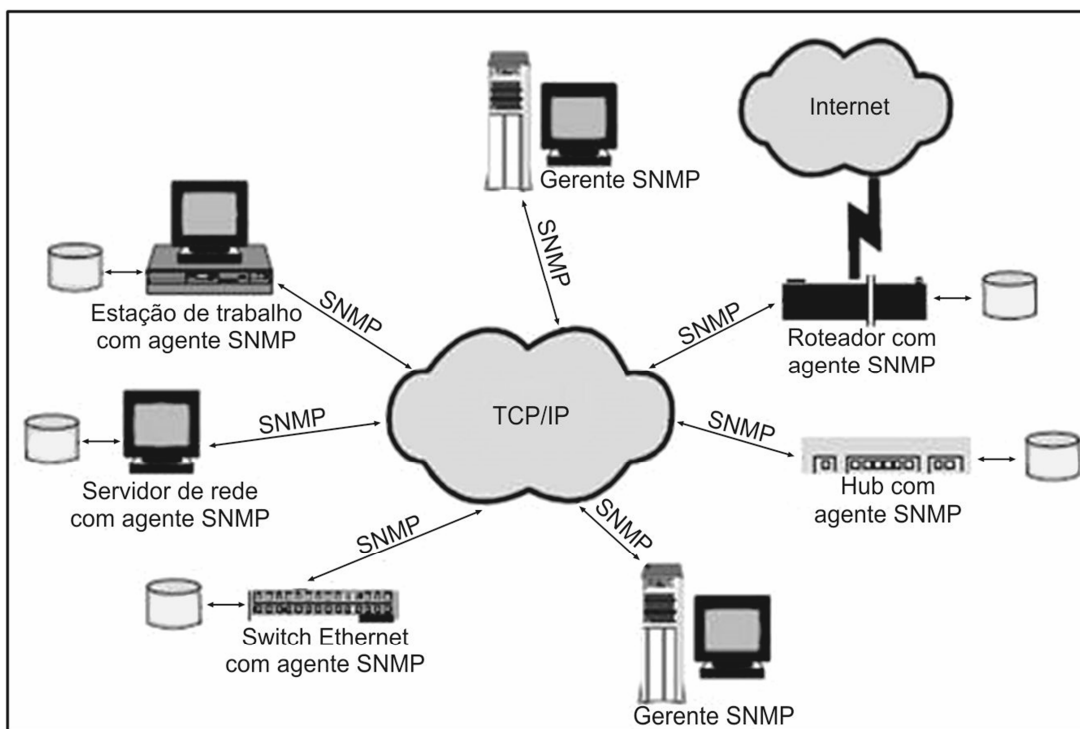 Internet
Gerente SNMP
SNMP
Estação de trabalho
com agente SNMP
SNMP
SNMP
Roteador com
agente SNMP
TCP/IP
SNMP
Servidor de rede
com agente SNMP
SNMP
Hub com
agente SNMP
SNMP
SNMP
Switch Ethernet
com agente SNMP
Gerente SNMP